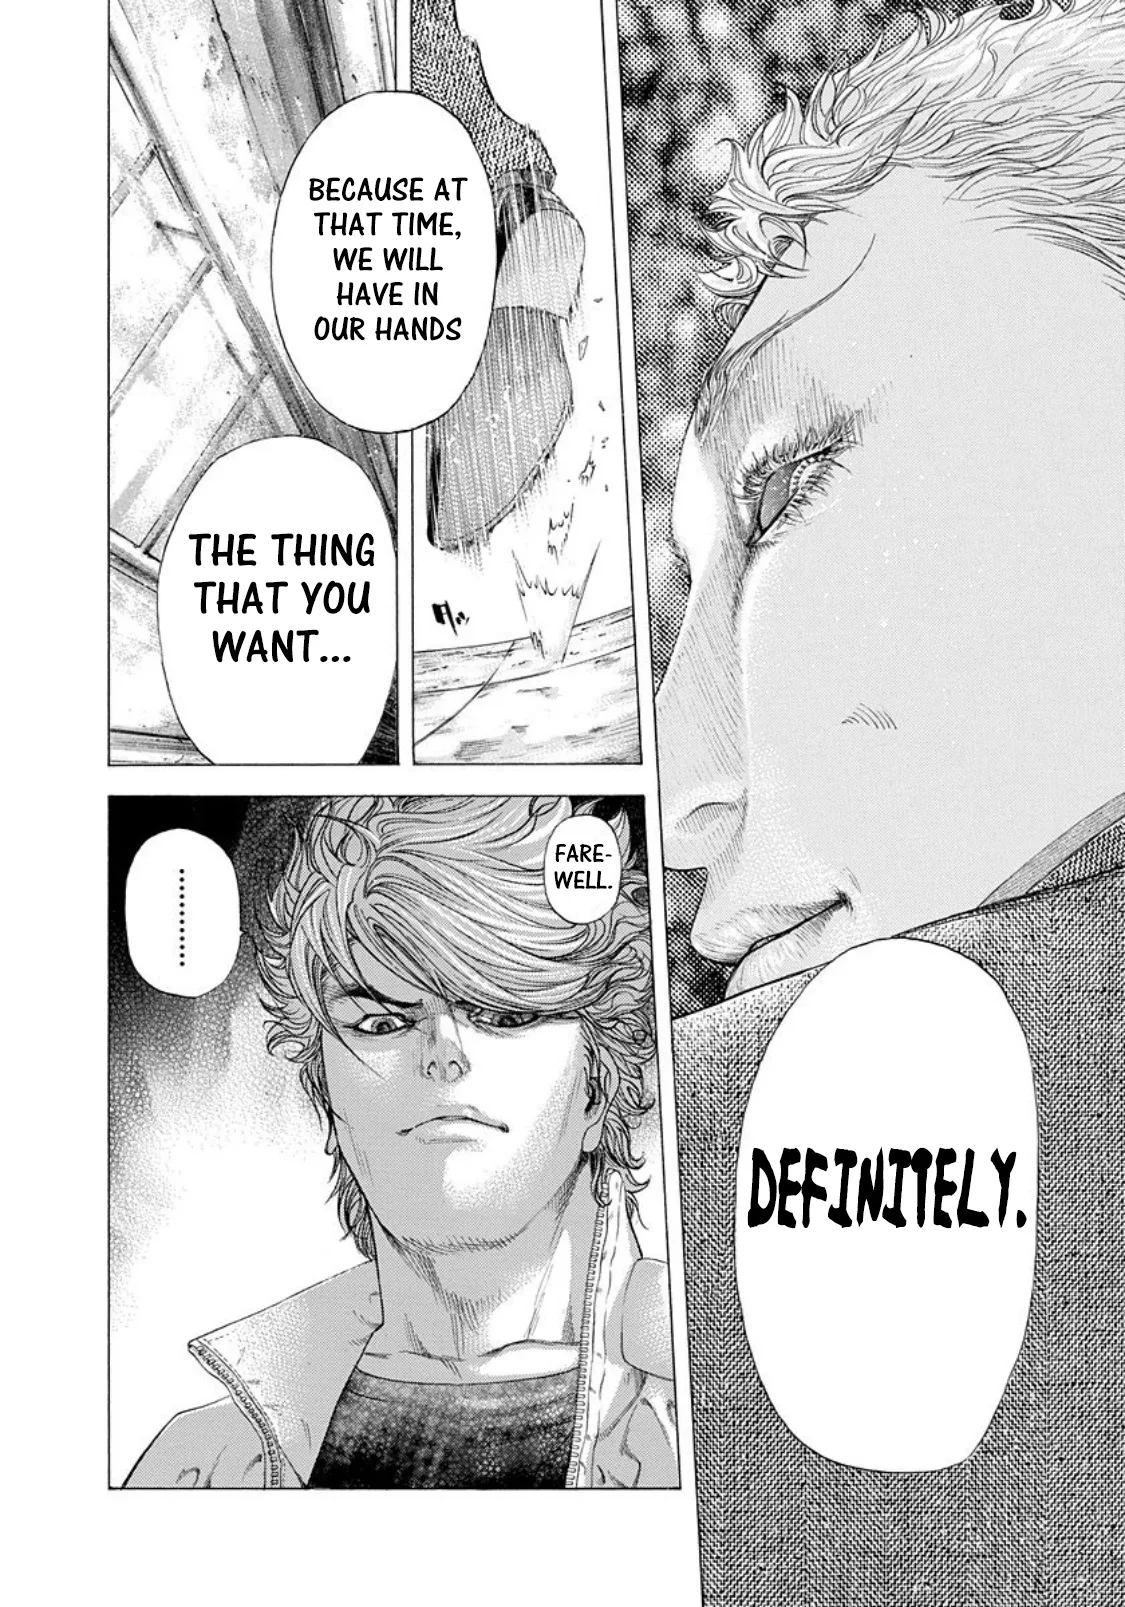 DEFINITELY.
BECAUSE AT
THAT TIME,
WE WILL
HAVE IN
OUR HANDS
THE THING
THAT YOU
WANT...
FARE-
WELL.
.........